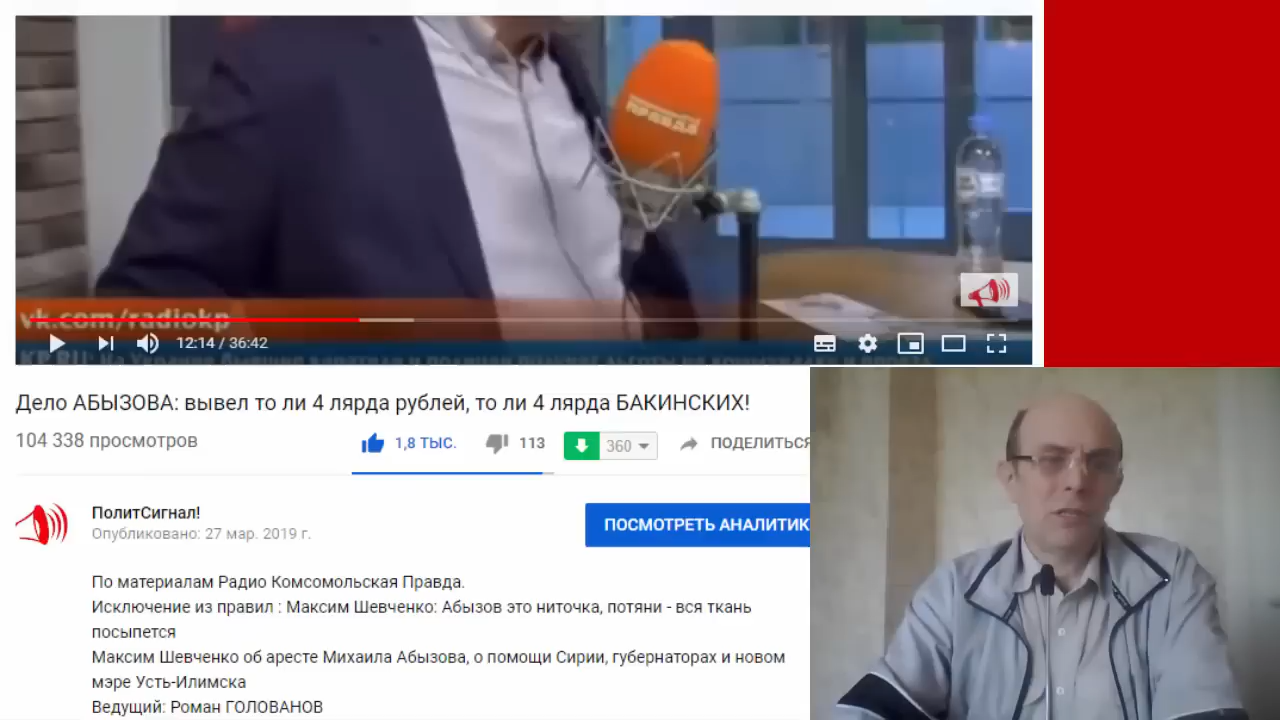 ПРАВДА
vk.com/radiokp
12:14 / 36:42
Дело АБЫЗОВА: вывел то ли 4 лярда рублей, то ли 4 лярда БАКИНСКИХ!
104 338 просмотров
1,8 ТЫС.
113
360
ПОДЕЛИТЬСЯ
ПолитСигнал!
Опубликовано: 27 мар. 2019 г.
ПОСМОТРЕТЬ АНАЛИТИК
По материалам Радио Комсомольская Правда.
Исключение из правил : Максим Шевченко: Абызов это ниточка, потяни - вся ткань
посыпется
Максим Шевченко об аресте Михаила Абызова, о помощи Сирии, губернаторах и новом
мэре Усть-Илимска
Ведущий: Роман ГОЛОВАНОВ